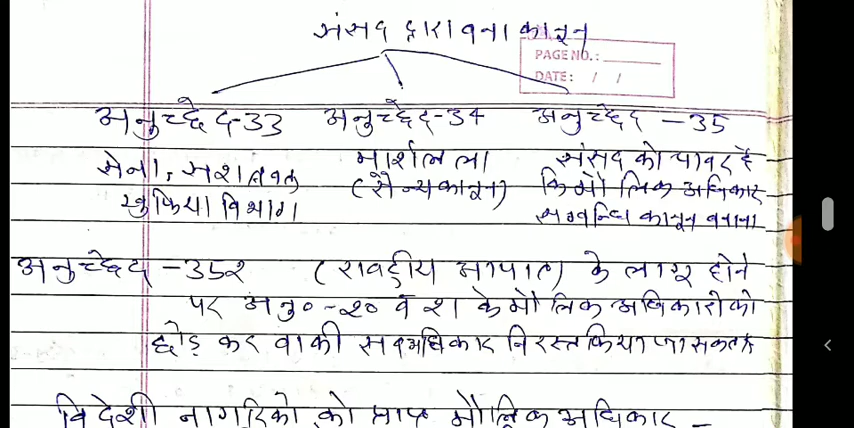 संसद द्वारा बना कानून
PAGE NO.:
DATE: / /
अनुच्छेद-33 अनुच्छेद-34 अनुच्छेद -35
सेना, सशस्त्र बल मार्शल ला संसद को पावर है
खुफिया विभाग (सैन्य कानून) कि मौलिक अधिकार
सम्बन्धि कानून बनाना
अनुच्छेद -352 (राष्ट्रीय आपात) के लागू होने
पर अनु० -20 व 21 के मौलिक अधिकारो को
छोड़ कर बाकी सब अधिकार निरस्त किया जा सकता है
विदेशी नागरिको को प्राप्त मौलिक अधिकार -